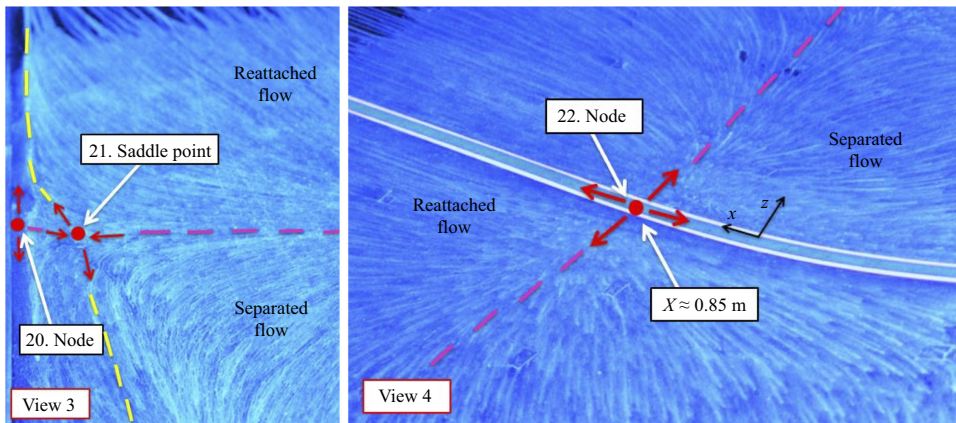 Reattached
flow
21. Saddle point
Separated
flow
20. Node
View 3
22. Node
Separated
flow
Reattached
flow
x
z
X ≈ 0.85 m
View 4